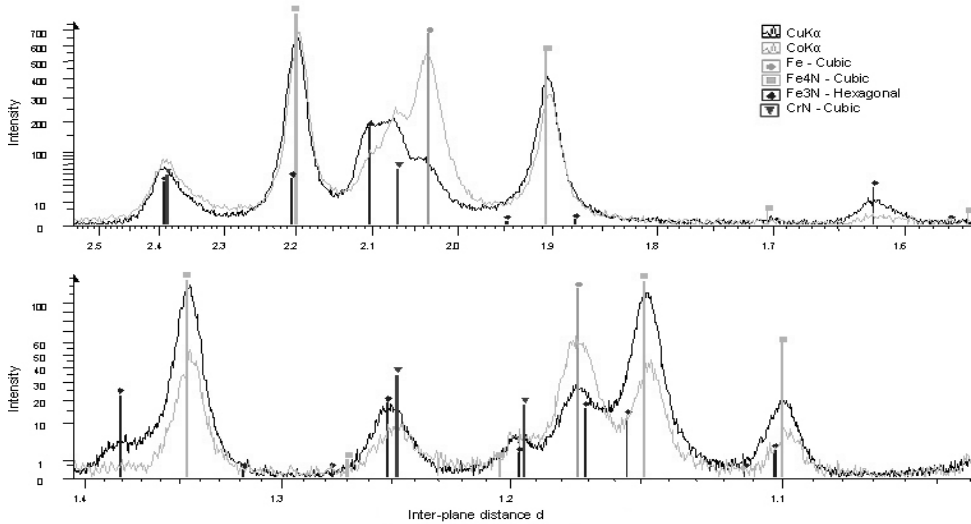 CuKα
CoKα
Fe - Cubic
Fe4N - Cubic
Fe3N - Hexagonal
CrN - Cubic
Intensity
700
600
500
400
300
200
100
10
0
2.5 2.4 2.3 2.2 2.1 2.0 1.9 1.8 1.7 1.6
Intensity
100
60
50
40
30
20
10
1
0
1.4 1.3 1.2 1.1
Inter-plane distance d